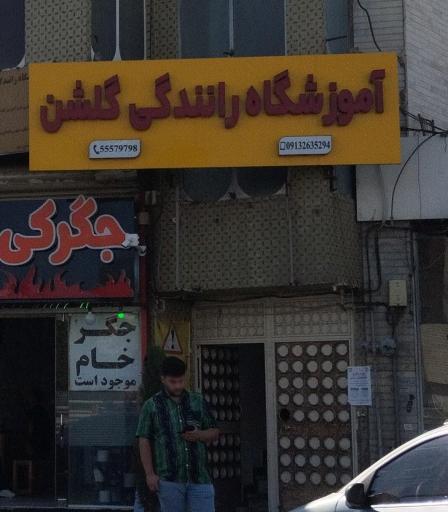 آموزشگاه رانندگی گلشن
55579798
09132635294
جگرکی
جگر
خام
موجود است